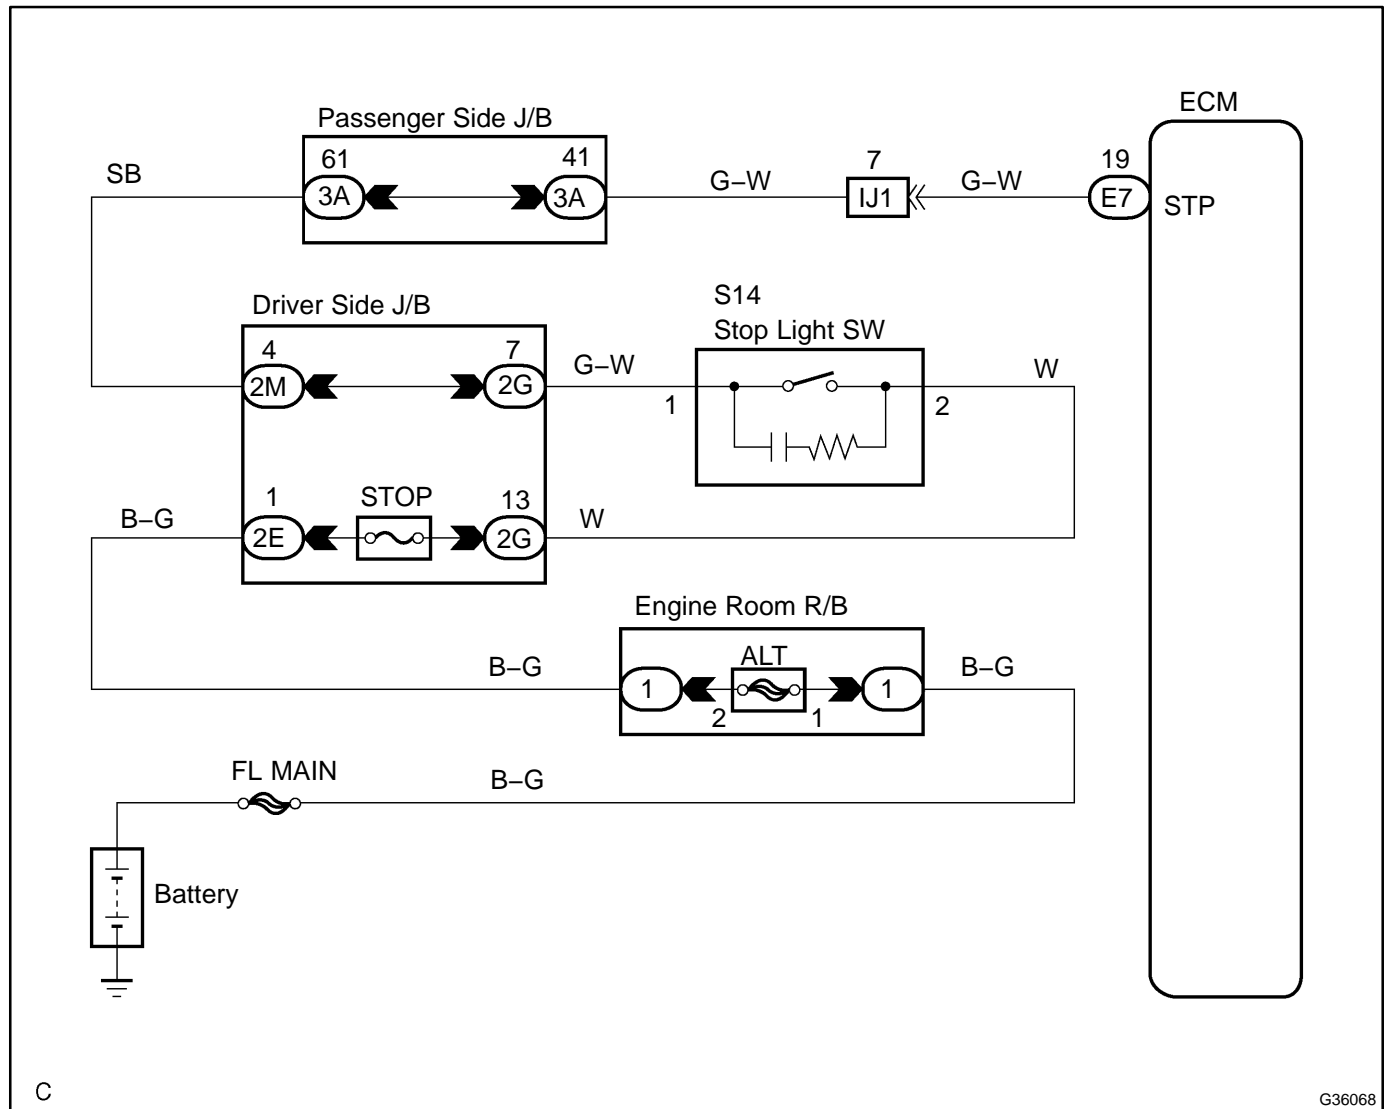 ECM
Passenger Side J/B
61
41
7
19
SB
3A
3A
G–W
IJ1
G–W
E7
STP
S14
Driver Side J/B
Stop Light SW
4
7
G–W
W
2M
2G
1
2
1
STOP
13
B–G
2E
2G
W
Engine Room R/B
B–G
ALT
B–G
1
2
1
1
FL MAIN
B–G
Battery
C
G36068